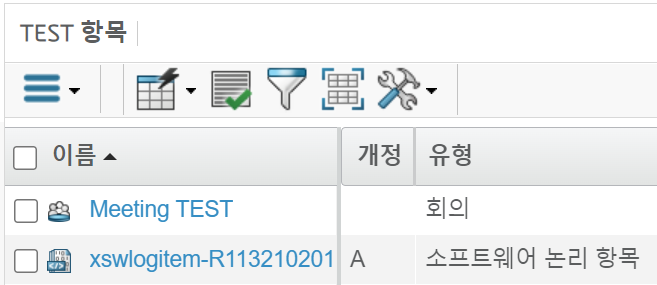 TEST 항목
이름 개정 유형
Meeting TEST 회의
xswlogitem-R113210201 A 소프트웨어 논리 항목